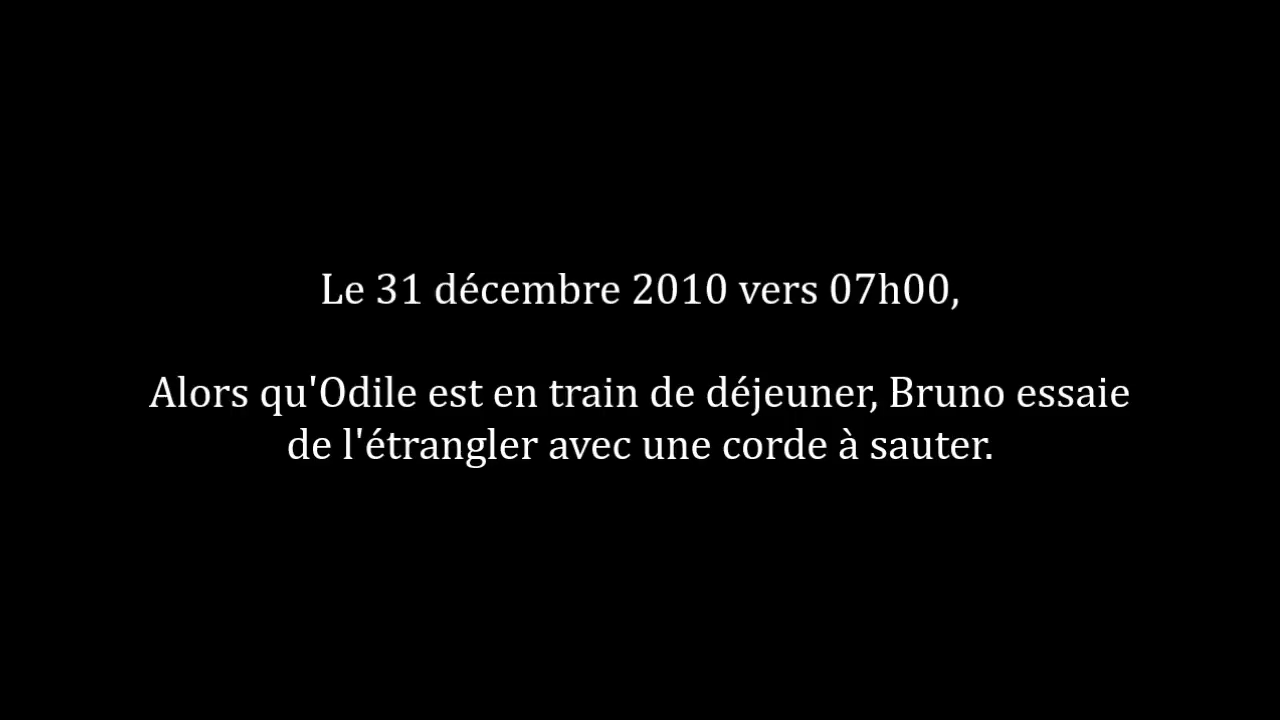 Le 31 décembre 2010 vers 07h00,
Alors qu'Odile est en train de déjeuner, Bruno essaie
de l'étrangler avec une corde à sauter.